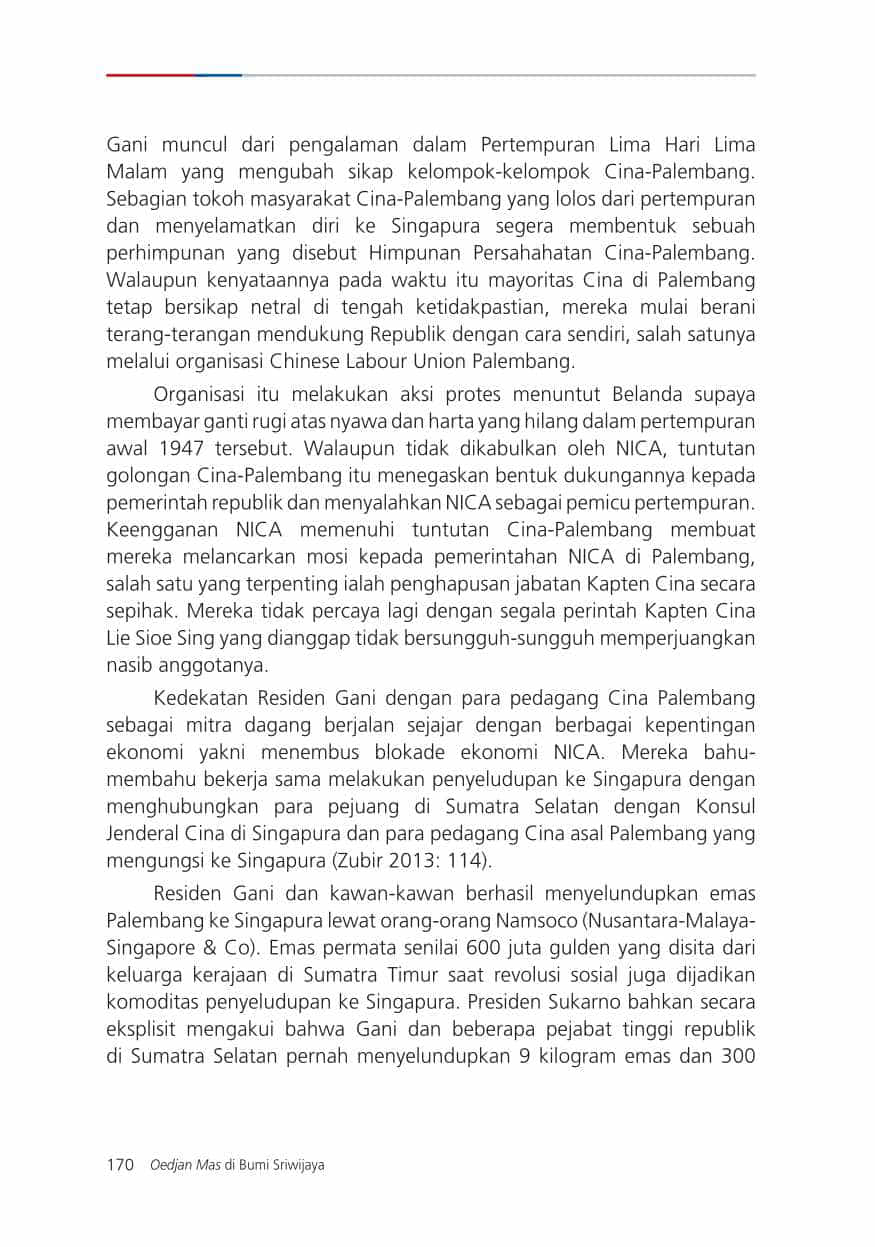 Gani muncul dari pengalaman dalam Pertempuran Lima Hari Lima
Malam yang mengubah sikap kelompok-kelompok Cina-Palembang.
Sebagian tokoh masyarakat Cina-Palembang yang lolos dari pertempuran
dan menyelamatkan diri ke Singapura segera membentuk sebuah
perhimpunan yang disebut Himpunan Persahahatan Cina-Palembang.
Walaupun kenyataannya pada waktu itu mayoritas Cina di Palembang
tetap bersikap netral di tengah ketidakpastian, mereka mulai berani
terang-terangan mendukung Republik dengan cara sendiri, salah satunya
melalui organisasi Chinese Labour Union Palembang.
Organisasi itu melakukan aksi protes menuntut Belanda supaya
membayar ganti rugi atas nyawa dan harta yang hilang dalam pertempuran
awal 1947 tersebut. Walaupun tidak dikabulkan oleh NICA, tuntutan
golongan Cina-Palembang itu menegaskan bentuk dukungannya kepada
pemerintah republik dan menyalahkan NICA sebagai pemicu pertempuran.
Keengganan NICA memenuhi tuntutan Cina-Palembang membuat
mereka melancarkan mosi kepada pemerintahan NICA di Palembang,
salah satu yang terpenting ialah penghapusan jabatan Kapten Cina secara
sepihak. Mereka tidak percaya lagi dengan segala perintah Kapten Cina
Lie Sioe Sing yang dianggap tidak bersungguh-sungguh memperjuangkan
nasib anggotanya.
Kedekatan Residen Gani dengan para pedagang Cina Palembang
sebagai mitra dagang berjalan sejajar dengan berbagai kepentingan
ekonomi yakni menembus blokade ekonomi NICA. Mereka bahu-
membahu bekerja sama melakukan penyeludupan ke Singapura dengan
menghubungkan para pejuang di Sumatra Selatan dengan Konsul
Jenderal Cina di Singapura dan para pedagang Cina asal Palembang yang
mengungsi ke Singapura (Zubir 2013: 114).
Residen Gani dan kawan-kawan berhasil menyelundupkan emas
Palembang ke Singapura lewat orang-orang Namsoco (Nusantara-Malaya-
Singapore & Co). Emas permata senilai 600 juta gulden yang disita dari
keluarga kerajaan di Sumatra Timur saat revolusi sosial juga dijadikan
komoditas penyeludupan ke Singapura. Presiden Sukarno bahkan secara
eksplisit mengakui bahwa Gani dan beberapa pejabat tinggi republik
di Sumatra Selatan pernah menyelundupkan 9 kilogram emas dan 300
170 Oedjan Mas di Bumi Sriwijaya